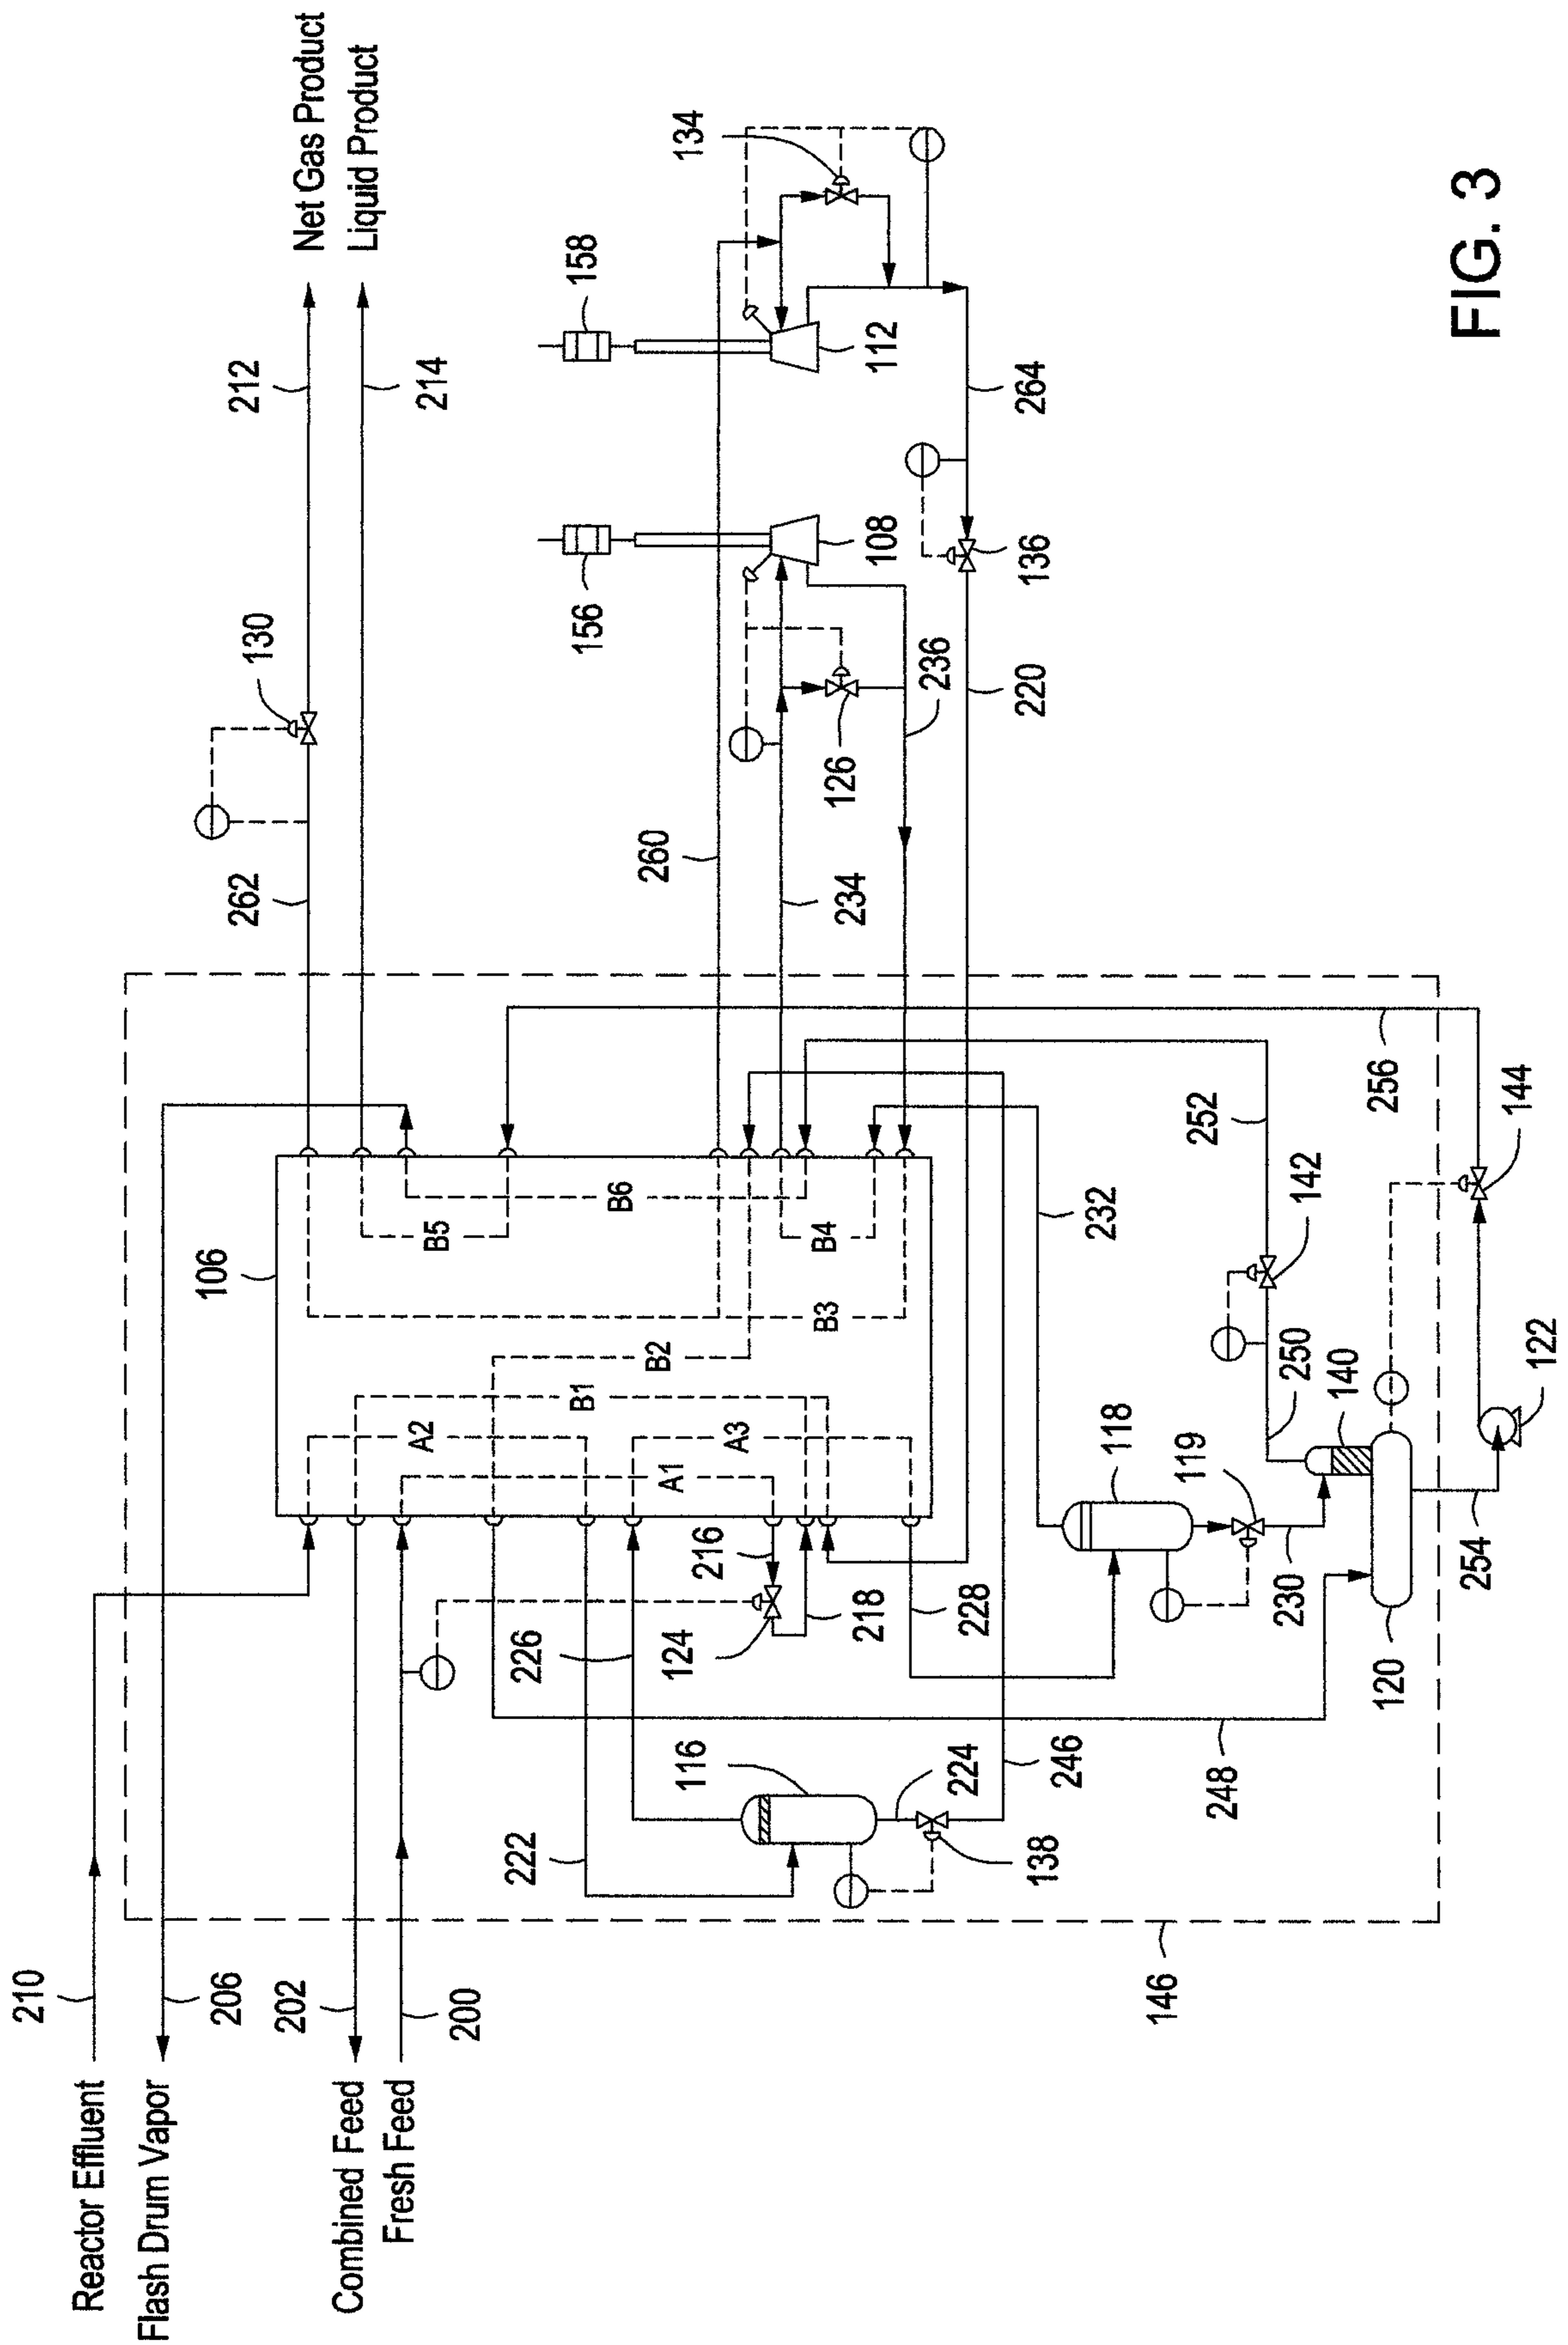 Reactor Effluent
210
Flash Drum Vapor
206
Combined Feed
202
Fresh Feed
200
Net Gas Product
212
Liquid Product
214
130
262
106
A2
B1
A1
A3
B2
B3
B4
B5
B6
260
234
236
220
264
156
158
108
112
126
134
136
216
218
124
226
222
228
116
224
138
246
248
232
118
119
230
120
140
250
142
252
254
122
144
256
146
FIG. 3